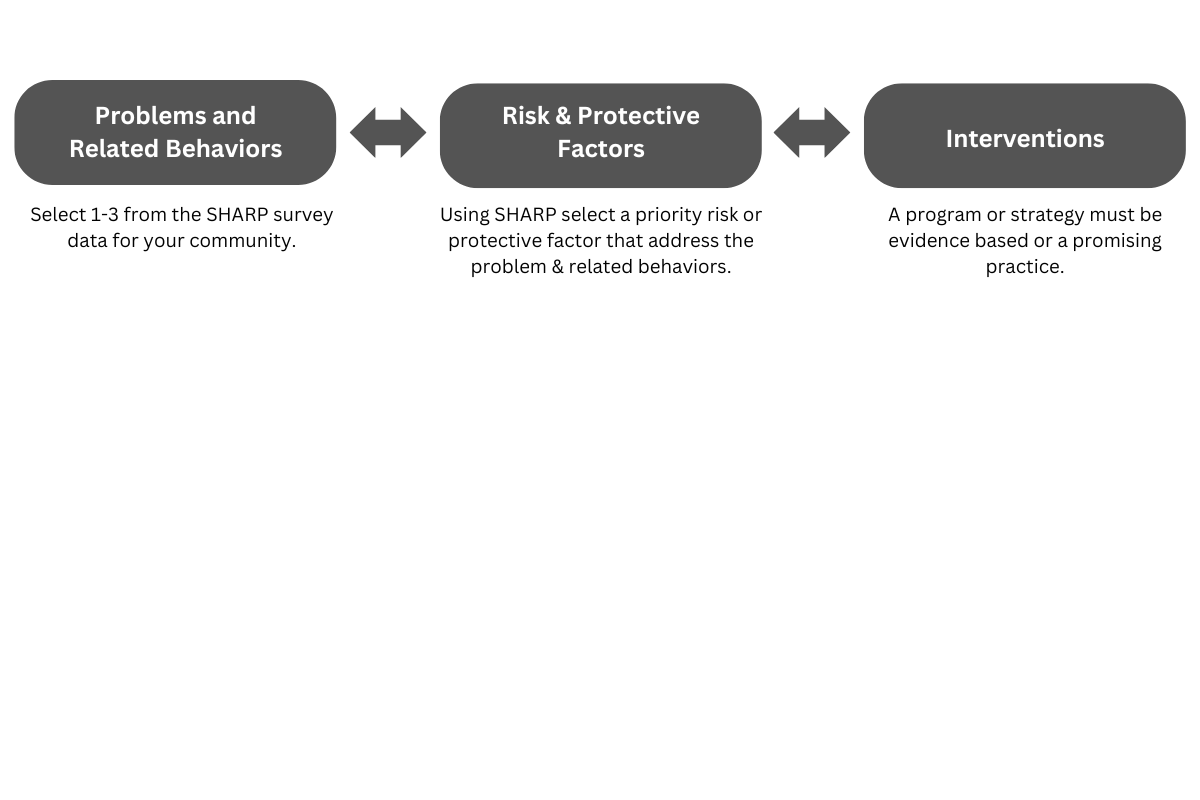 Problems and
Related Behaviors
Select 1-3 from the SHARP survey
data for your community.
Risk & Protective
Factors
Using SHARP select a priority risk or
protective factor that address the
problem & related behaviors.
Interventions
A program or strategy must be
evidence based or a promising
practice.